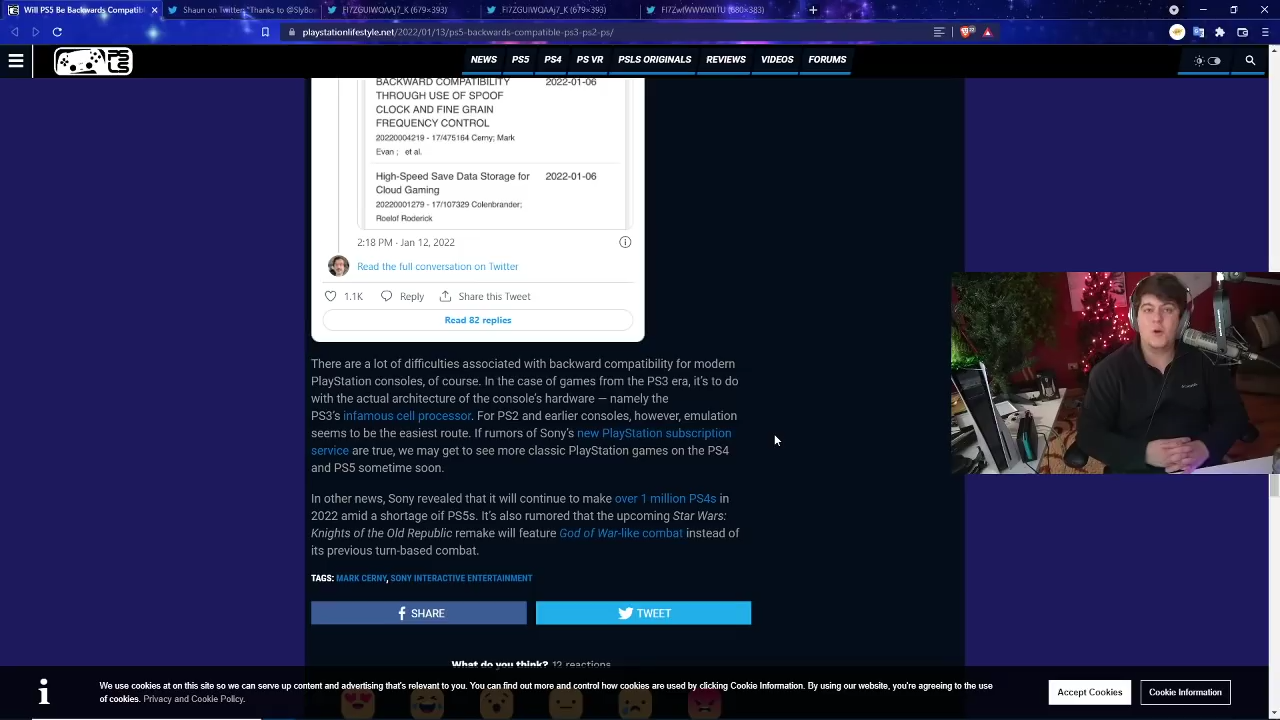 Will PS5 Be Backwards Compatib
Shaun on Twitter "Thanks to @SlyBo
playstationlifestyle.net/2022/01/13/ps5-backwards-compatible-ps3-ps2-ps/
NEWS PS5 PS4 PS VR PSLS ORIGINALS REVIEWS VIDEOS FORUMS
BACKWARD COMPATIBILITY 2022-01-06
THROUGH USE OF SPOOF
CLOCK AND FINE GRAIN
FREQUENCY CONTROL
20220004219 - 17/475164 Cerny; Mark
Evan ; et al.
High-Speed Save Data Storage for 2022-01-06
Cloud Gaming
20220001279 - 17/107329 Colenbrander;
Roelof Roderick
2:18 PM · Jan 12, 2022
Read the full conversation on Twitter
1.1K Reply Share this Tweet
Read 82 replies
There are a lot of difficulties associated with backward compatibility for modern
PlayStation consoles, of course. In the case of games from the PS3 era, it's to do
with the actual architecture of the console's hardware — namely the
PS3's infamous cell processor. For PS2 and earlier consoles, however, emulation
seems to be the easiest route. If rumors of Sony's new PlayStation subscription
service are true, we may get to see more classic PlayStation games on the PS4
and PS5 sometime soon.
In other news, Sony revealed that it will continue to make over 1 million PS4s in
2022 amid a shortage oif PS5s. It's also rumored that the upcoming Star Wars:
Knights of the Old Republic remake will feature God of War-like combat instead of
its previous turn-based combat.
TAGS: MARK CERNY, SONY INTERACTIVE ENTERTAINMENT
SHARE TWEET
What do you think? 12 reactions
We use cookies at on this site so we can serve up content and advertising that's relevant to you. You can find out more and control how cookies are used by clicking Cookie Information. By using our website, you're agreeing to the
use of cookies. Privacy and Cookie Policy.
Accept Cookies Cookie Information